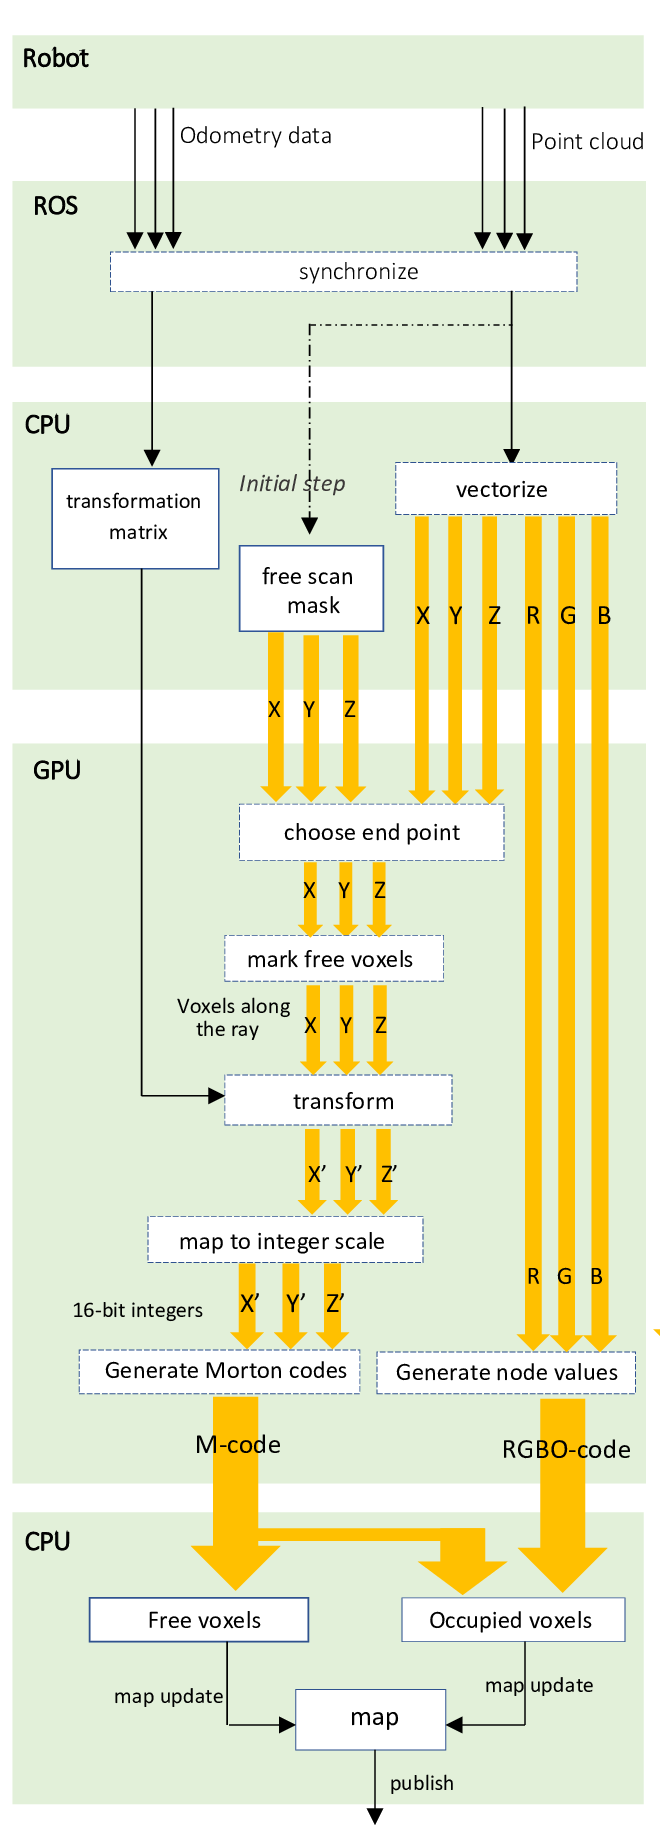 Robot
Odometry data
Point cloud
ROS
synchronize
CPU
transformation
matrix
Initial step
vectorize
free scan
mask
X Y Z R G B
X Y Z
GPU
choose end point
X Y Z
mark free voxels
Voxels along
the ray
X Y Z
transform
X’ Y’ Z’
map to integer scale
R G B
16-bit integers
X’ Y’ Z’
Generate Morton codes
Generate node values
M-code
RGBO-code
CPU
Free voxels
Occupied voxels
map update
map update
map
publish